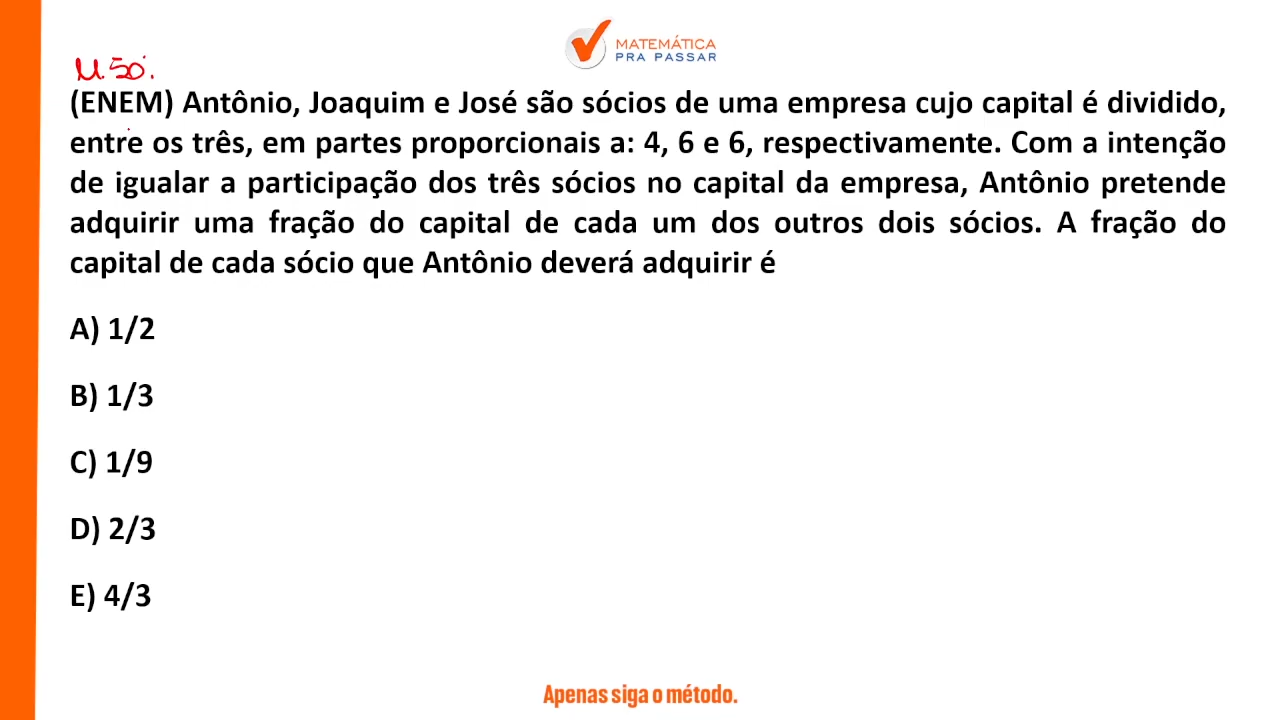 MATEMÁTICA
PRA PASSAR
M.50:
(ENEM) Antônio, Joaquim e José são sócios de uma empresa cujo capital é dividido,
entre os três, em partes proporcionais a: 4, 6 e 6, respectivamente. Com a intenção
de igualar a participação dos três sócios no capital da empresa, Antônio pretende
adquirir uma fração do capital de cada um dos outros dois sócios. A fração do
capital de cada sócio que Antônio deverá adquirir é
A) 1/2
B) 1/3
C) 1/9
D) 2/3
E) 4/3
Apenas siga o método.